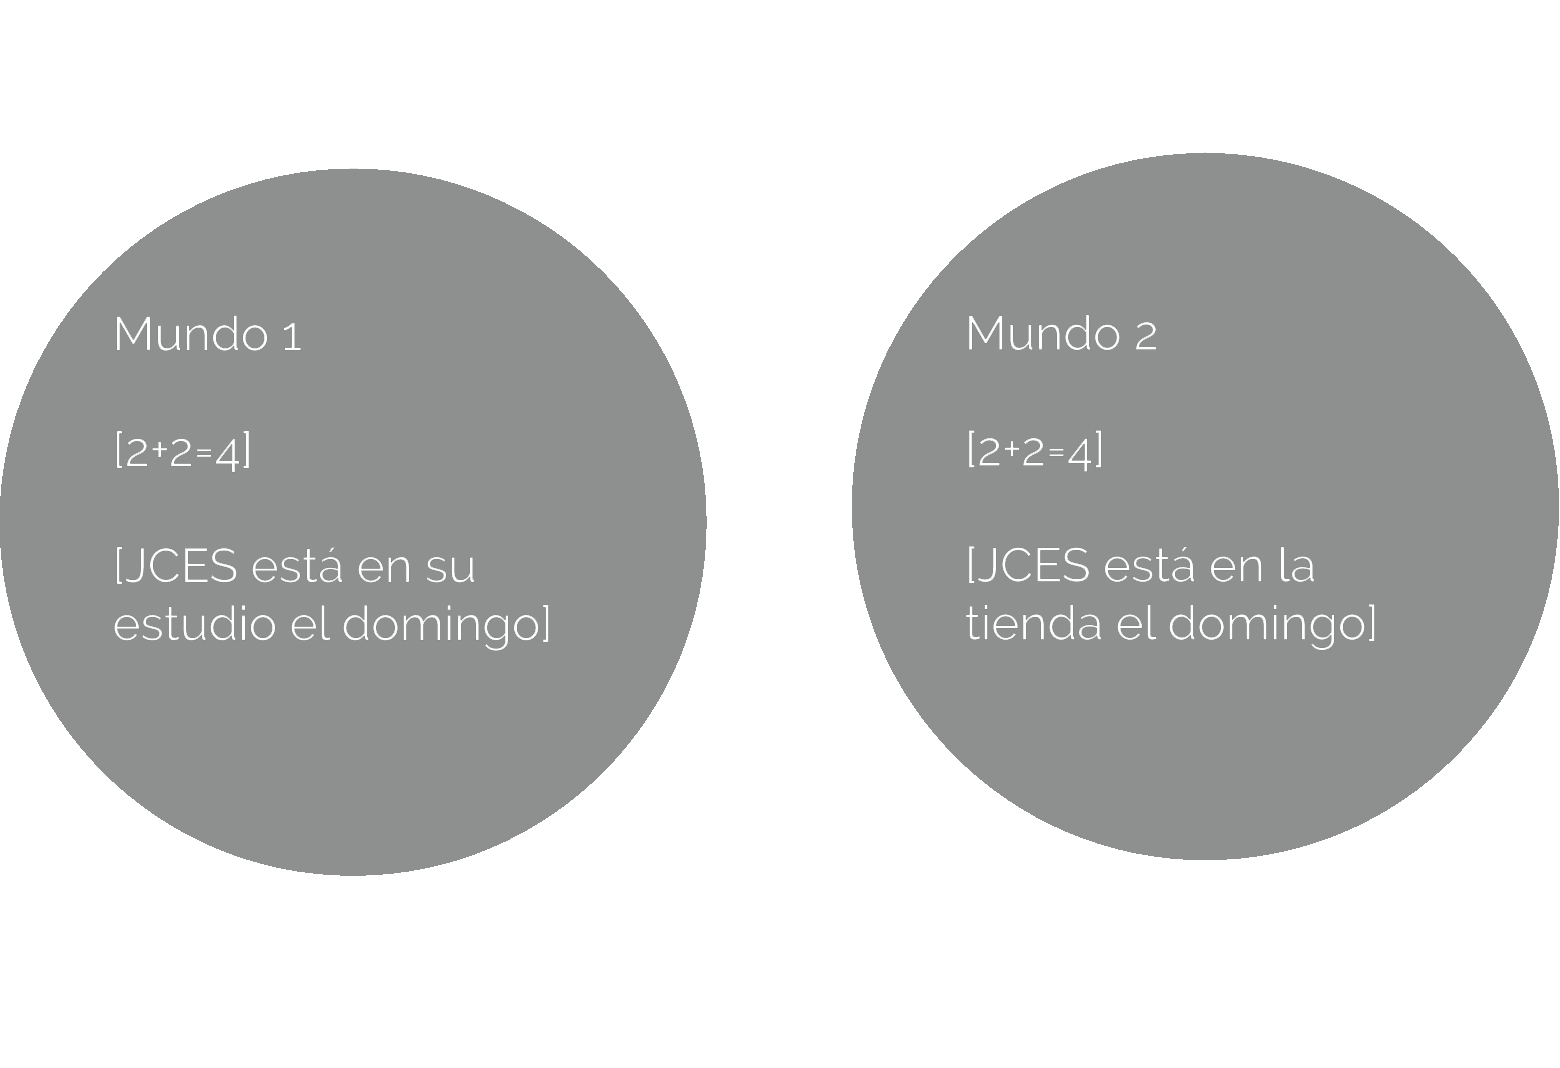 Mundo 1
[2+2=4]
[JCES está en su
estudio el domingo]
Mundo 2
[2+2=4]
[JCES está en la
tienda el domingo]